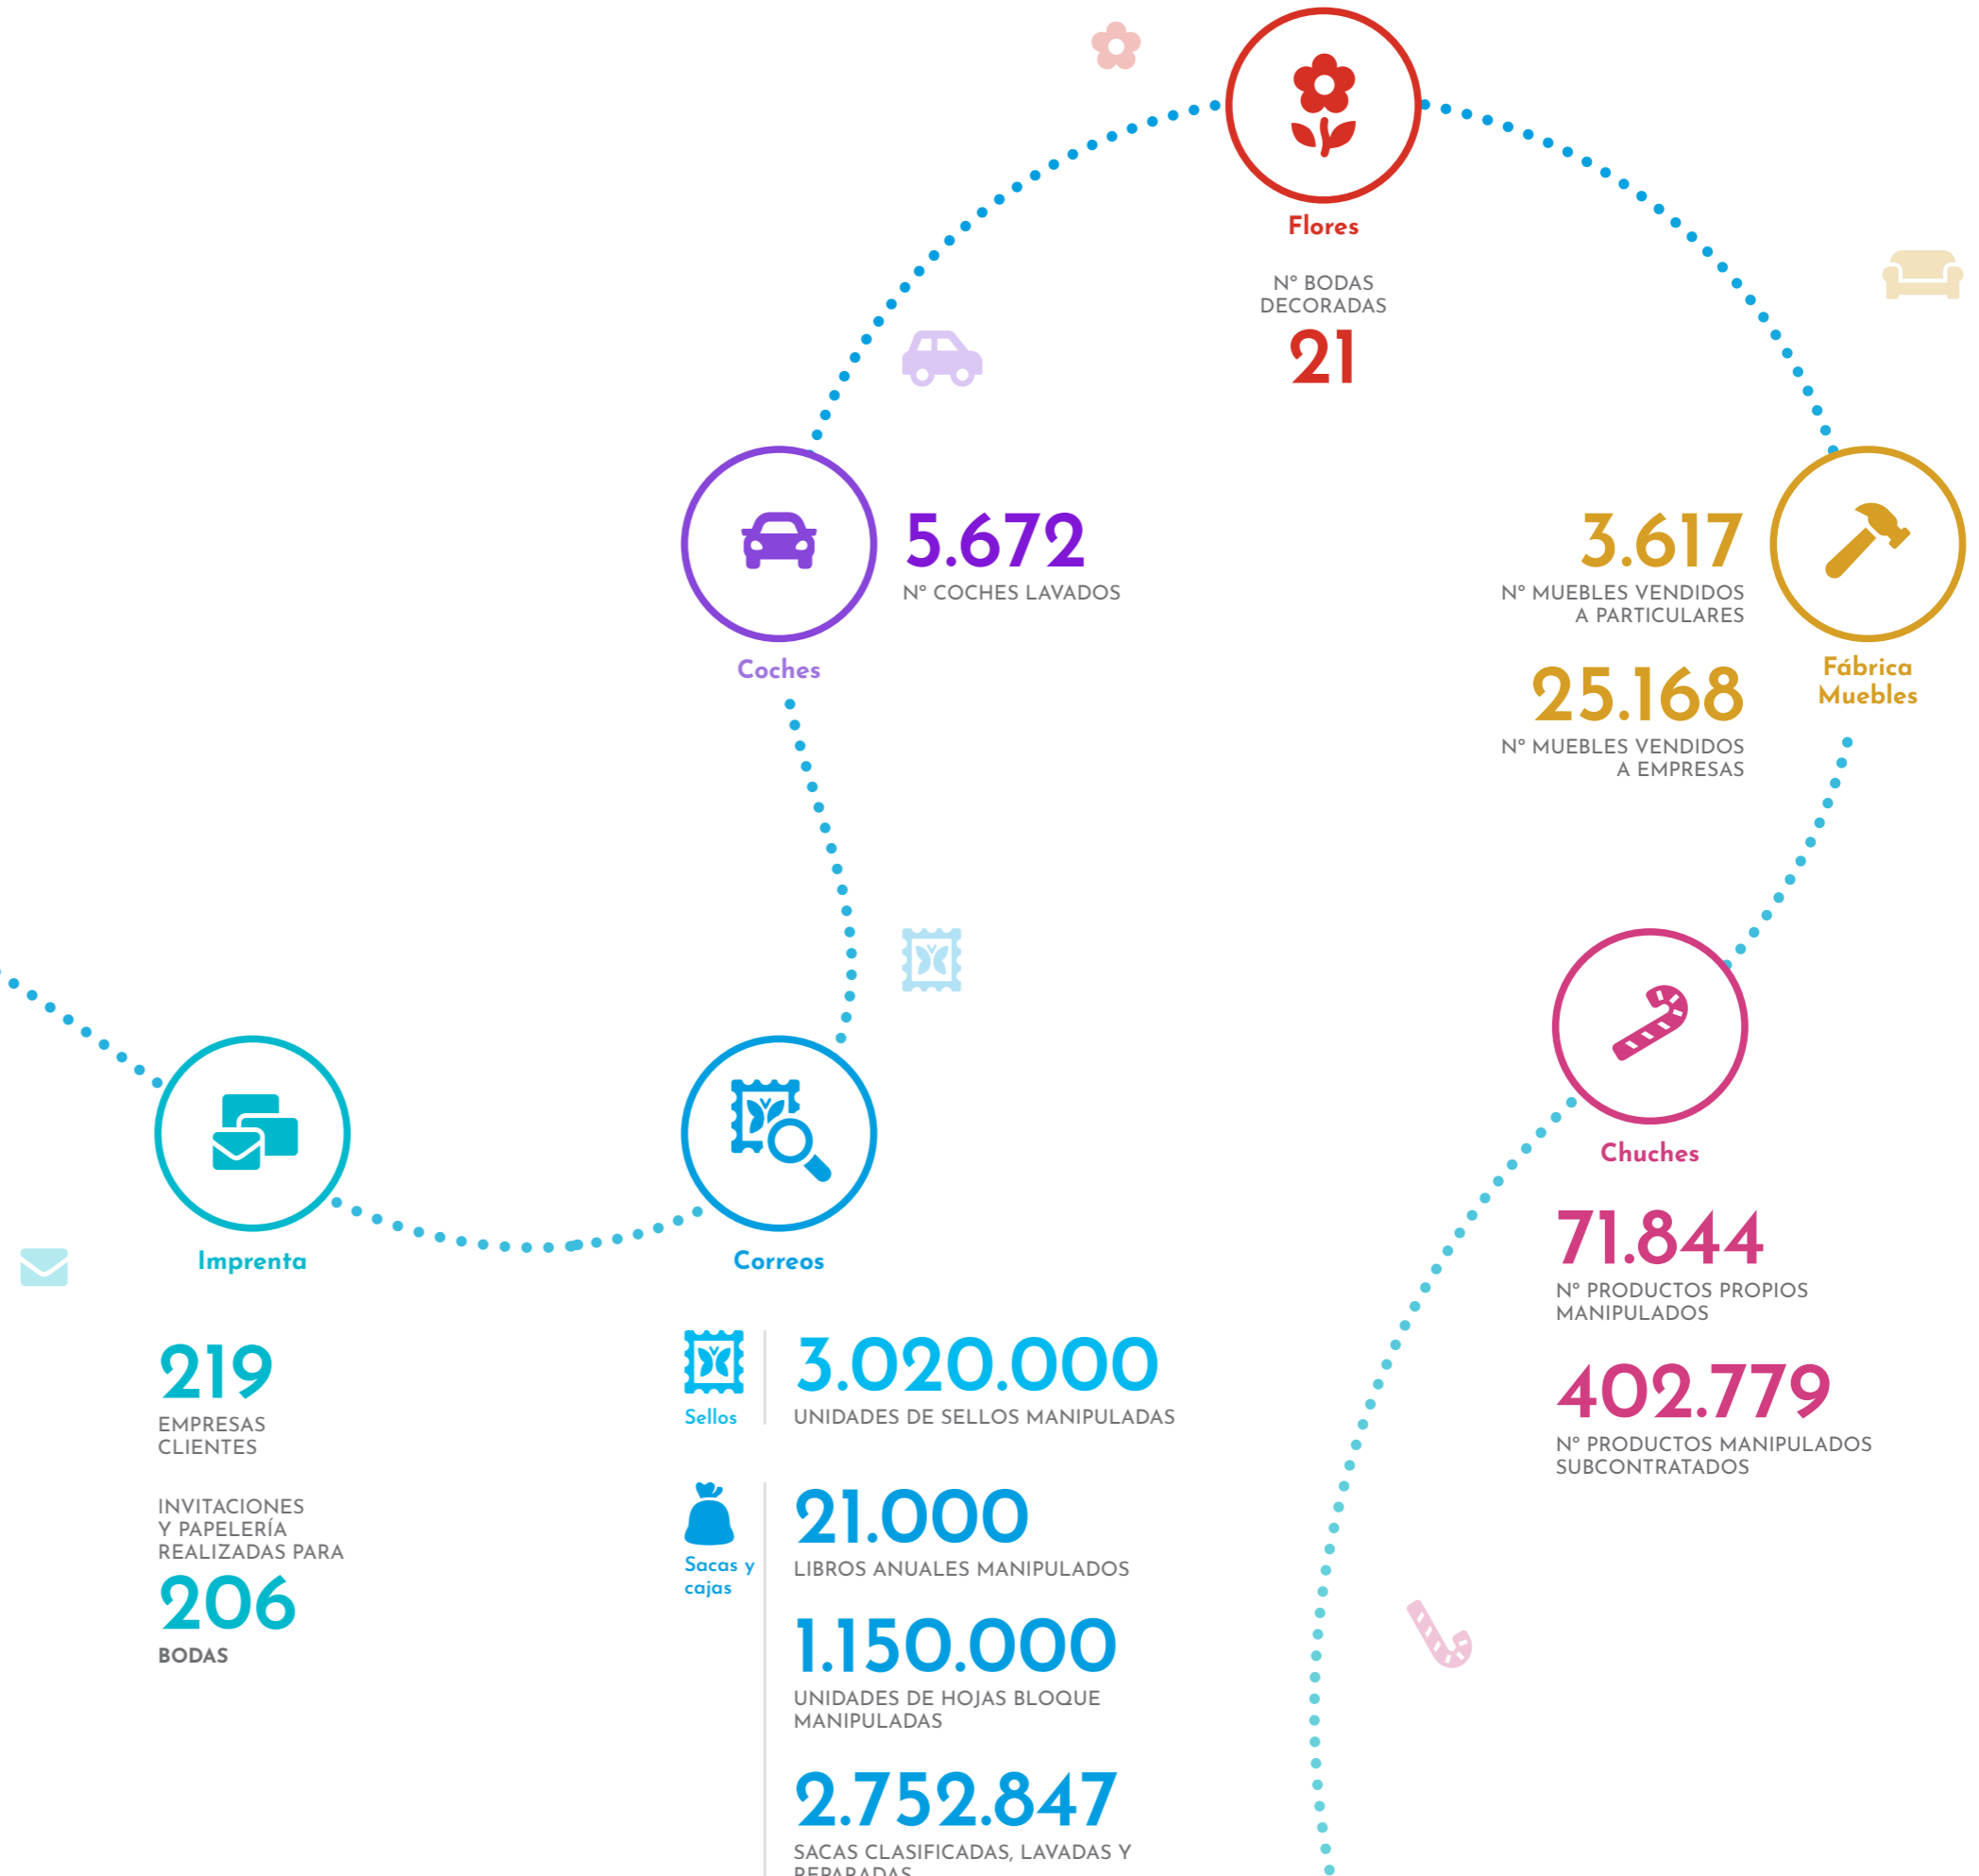 Flores
Nº BODAS
DECORADAS
21
Coches
5.672
Nº COCHES LAVADOS
Fábrica
Muebles
3.617
Nº MUEBLES VENDIDOS
A PARTICULARES
25.168
Nº MUEBLES VENDIDOS
A EMPRESAS
Imprenta
219
EMPRESAS
CLIENTES
INVITACIONES
Y PAPELERÍA
REALIZADAS PARA
206
BODAS
Correos
Sellos
3.020.000
UNIDADES DE SELLOS MANIPULADAS
Sacas y
cajas
21.000
LIBROS ANUALES MANIPULADOS
1.150.000
UNIDADES DE HOJAS BLOQUE
MANIPULADAS
2.752.847
SACAS CLASIFICADAS, LAVADAS Y
REPARADAS
Chuches
71.844
Nº PRODUCTOS PROPIOS
MANIPULADOS
402.779
Nº PRODUCTOS MANIPULADOS
SUBCONTRATADOS